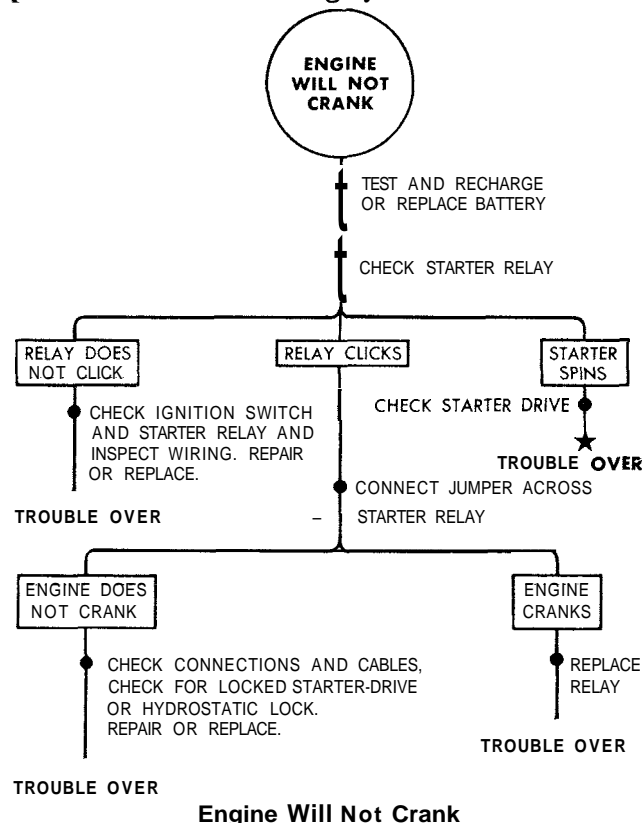 ENGINE
WILL NOT
CRANK
TEST AND RECHARGE
OR REPLACE BATTERY
CHECK STARTER RELAY
RELAY DOES
NOT CLICK
RELAY CLICKS
STARTER
SPINS
CHECK IGNITION SWITCH
AND STARTER RELAY AND
INSPECT WIRING. REPAIR
OR REPLACE.
CHECK STARTER DRIVE
TROUBLE OVER
TROUBLE OVER
CONNECT JUMPER ACROSS
– STARTER RELAY
ENGINE DOES
NOT CRANK
ENGINE
CRANKS
CHECK CONNECTIONS AND CABLES,
CHECK FOR LOCKED STARTER-DRIVE
OR HYDROSTATIC LOCK.
REPAIR OR REPLACE.
REPLACE
RELAY
TROUBLE OVER
TROUBLE OVER
Engine Will Not Crank